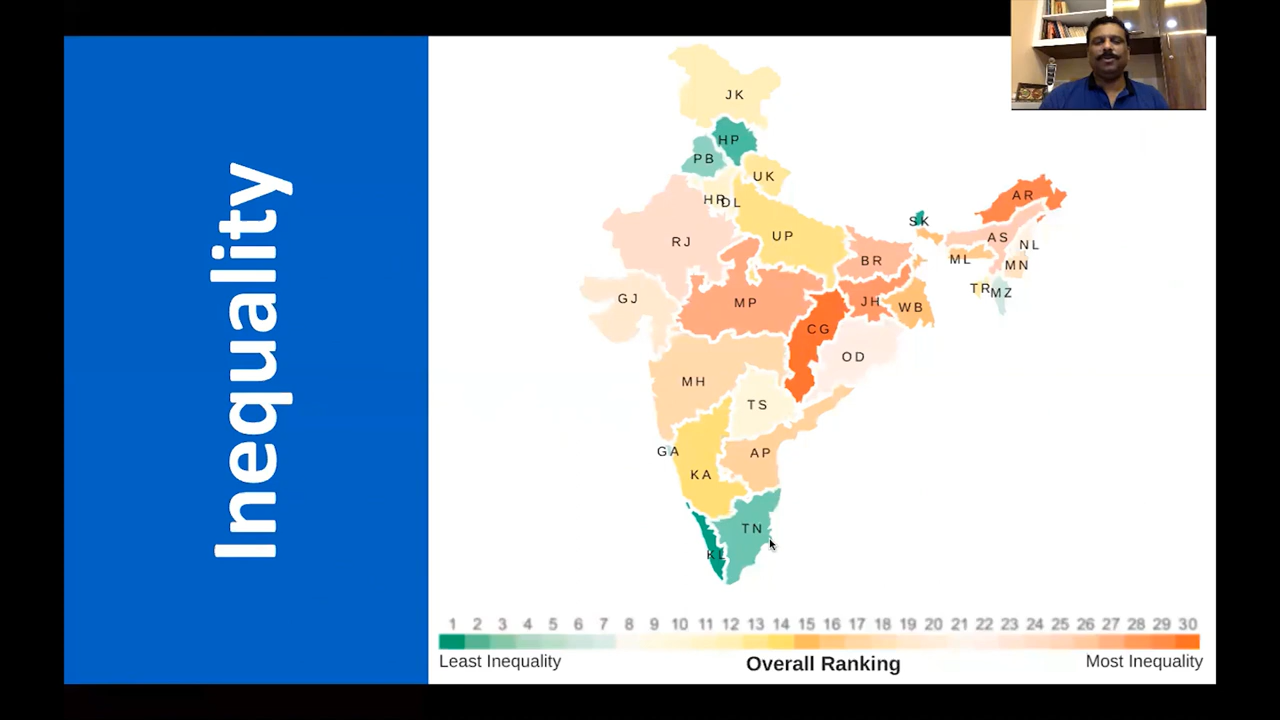 Inequality
JK
HP
PB
UK
HR
DL
SK
AR
RJ
UP
AS
NL
BR
ML
MN
TR
MZ
GJ
MP
JH
WB
CG
OD
MH
TS
GA
AP
KA
TN
KL
1 2 3 4 5 6 7 8 9 10 11 12 13 14 15 16 17 18 19 20 21 22 23 24 25 26 27 28 29 30
Least Inequality Overall Ranking Most Inequality